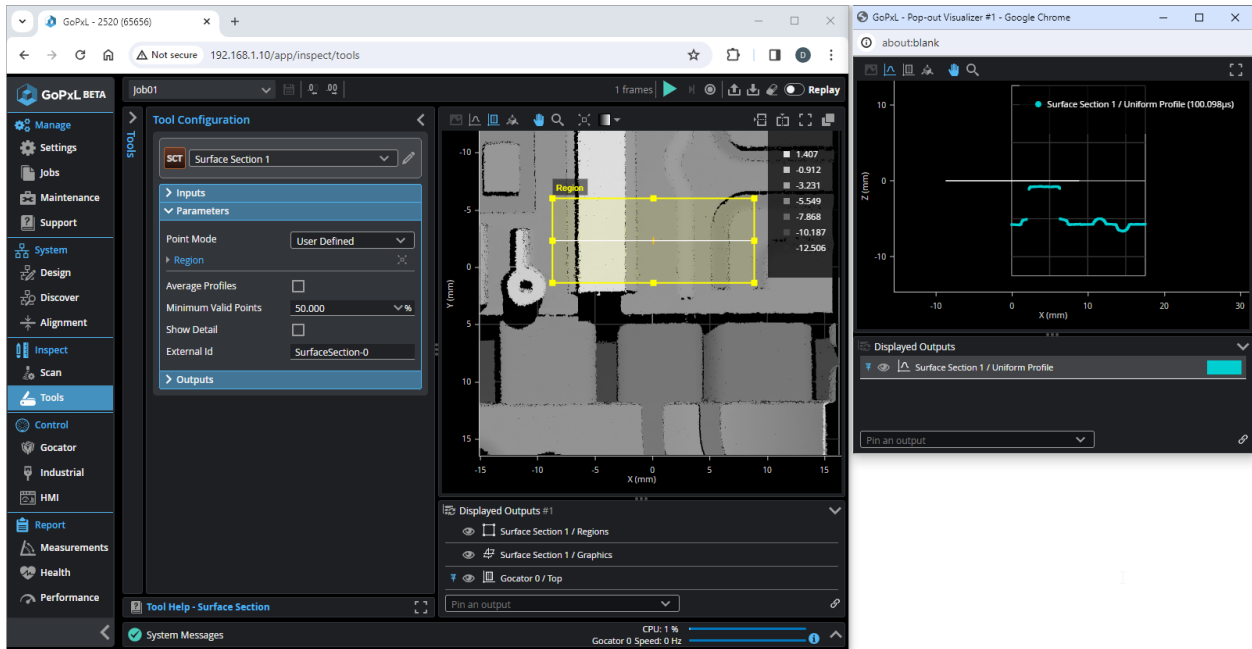 GoPxL - 2520 (65656)
Not secure
192.168.1.10/app/inspect/tools
D
GoPxL BETA
Manage
Settings
Jobs
Maintenance
Support
System
Design
Discover
Alignment
Inspect
Scan
Tools
Control
Gocator
Industrial
HMI
Report
Measurements
Health
Performance
Job01
.0
.00
1 frames
Replay
Tools
Tool Configuration
SCT
Surface Section 1
Inputs
Parameters
Point Mode
User Defined
Region
Average Profiles
Minimum Valid Points
50.000
%
Show Detail
External Id
SurfaceSection-0
Outputs
Tool Help - Surface Section
System Messages
CPU: 1 %
Gocator 0 Speed: 0 Hz
Region
1.407
-0.912
-3.231
-5.549
-7.868
-10.187
-12.506
-10
-5
0
5
10
15
Y (mm)
-15
-10
-5
0
5
10
15
X (mm)
Displayed Outputs #1
Surface Section 1 / Regions
Surface Section 1 / Graphics
Gocator 0 / Top
Pin an output
GoPxL - Pop-out Visualizer #1 - Google Chrome
about:blank
Surface Section 1 / Uniform Profile (100.098µs)
10
0
-10
Z (mm)
-10
0
10
20
30
X (mm)
Displayed Outputs
Surface Section 1 / Uniform Profile
Pin an output